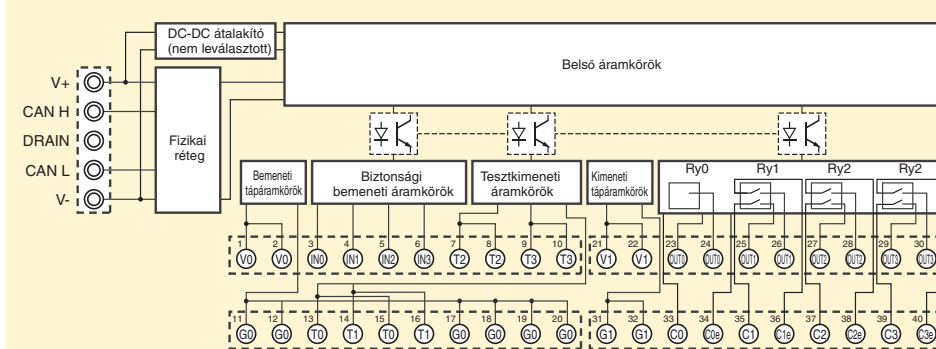 DC-DC átalakító
(nem leválasztott)
Belső áramkörök
V+
CAN H
DRAIN
CAN L
V-
Fizikai
réteg
Bemeneti
tápáramkörök
Biztonsági
bemeneti áramkörök
Tesztkimeneti
áramkörök
Kimeneti
tápáramkörök
Ry0 Ry1 Ry2 Ry2
1 2 3 4 5 6 7 8 9 10 21 22 23 24 25 26 27 28 29 30
V0 V0 IN0 IN1 IN2 IN3 T2 T2 T3 T3 V1 V1 OUT0 OUT0 OUT1 OUT1 OUT2 OUT2 OUT3 OUT3
11 12 13 14 15 16 17 18 19 20 31 32 33 34 35 36 37 38 39 40
G0 G0 T0 T1 T0 T1 G0 G0 G0 G0 G1 G1 C0 C0e C1 C1e C2 C2e C3 C3e